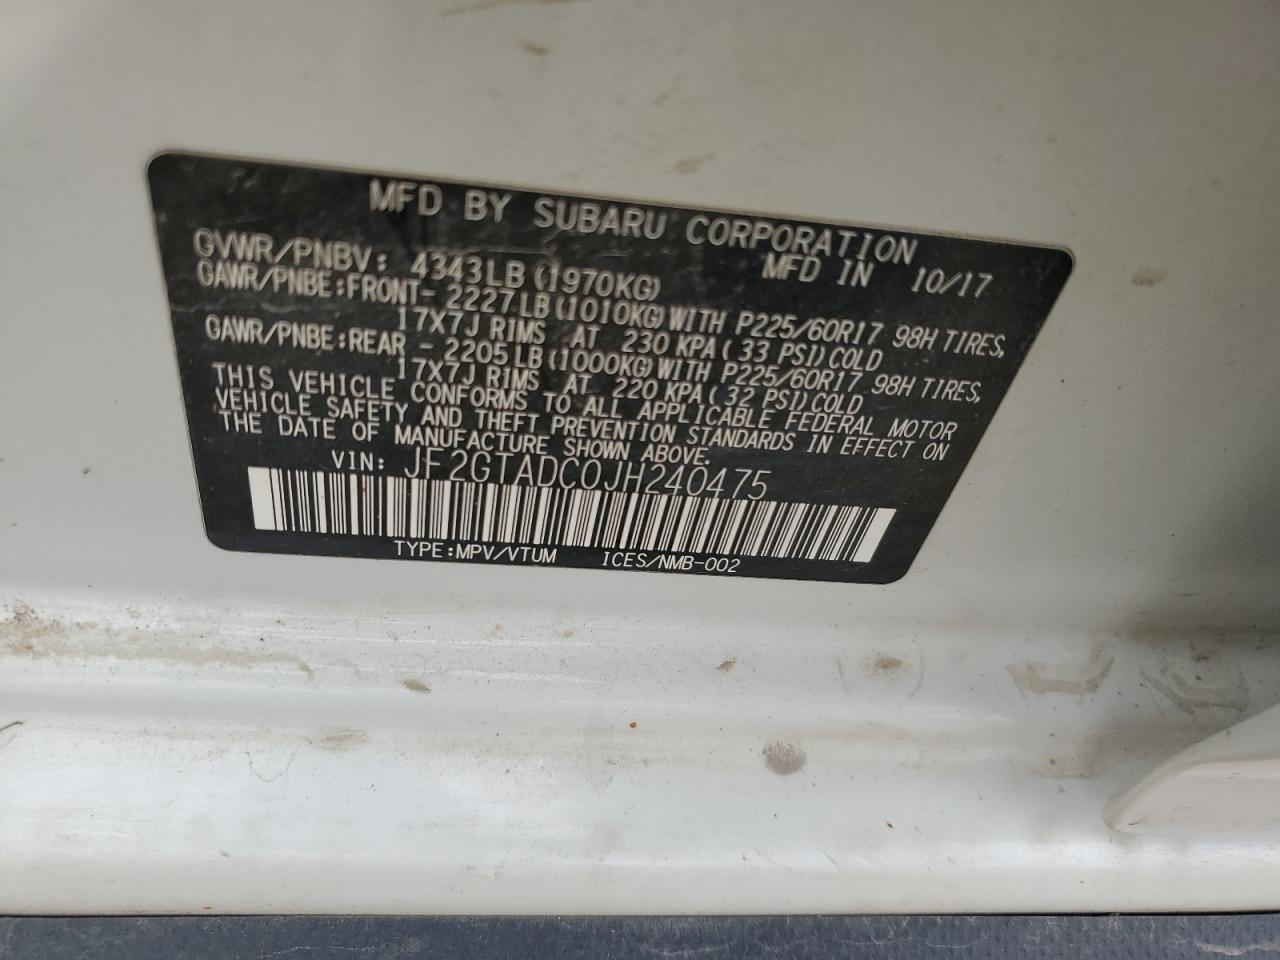 MFD BY SUBARU CORPORATION
MFD IN 10/17
GVWR/PNBV: 4343LB (1970KG)
GAWR/PNBE:FRONT- 2227LB (1010KG) WITH P225/60R17 98H TIRES,
17X7J RIMS AT 230 KPA ( 33 PSI) COLD
GAWR/PNBE:REAR - 2205LB (1000KG) WITH P225/60R17 98H TIRES,
17X7J RIMS AT 220 KPA ( 32 PSI) COLD
THIS VEHICLE CONFORMS TO ALL APPLICABLE FEDERAL MOTOR
VEHICLE SAFETY AND THEFT PREVENTION STANDARDS IN EFFECT ON
THE DATE OF MANUFACTURE SHOWN ABOVE.
VIN: JF2GTADC0JH240475
TYPE:MPV/VTUM ICES/NMB-002